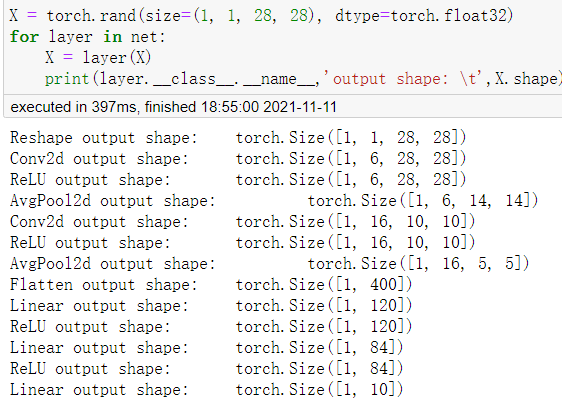 X = torch.rand(size=(1, 1, 28, 28), dtype=torch.float32)
for layer in net:
    X = layer(X)
    print(layer.__class__.__name__,'output shape: \t',X.shape)
executed in 397ms, finished 18:55:00 2021-11-11
Reshape output shape: 	 torch.Size([1, 1, 28, 28])
Conv2d output shape: 	 torch.Size([1, 6, 28, 28])
ReLU output shape: 	 torch.Size([1, 6, 28, 28])
AvgPool2d output shape: 	 torch.Size([1, 6, 14, 14])
Conv2d output shape: 	 torch.Size([1, 16, 10, 10])
ReLU output shape: 	 torch.Size([1, 16, 10, 10])
AvgPool2d output shape: 	 torch.Size([1, 16, 5, 5])
Flatten output shape: 	 torch.Size([1, 400])
Linear output shape: 	 torch.Size([1, 120])
ReLU output shape: 	 torch.Size([1, 120])
Linear output shape: 	 torch.Size([1, 84])
ReLU output shape: 	 torch.Size([1, 84])
Linear output shape: 	 torch.Size([1, 10])